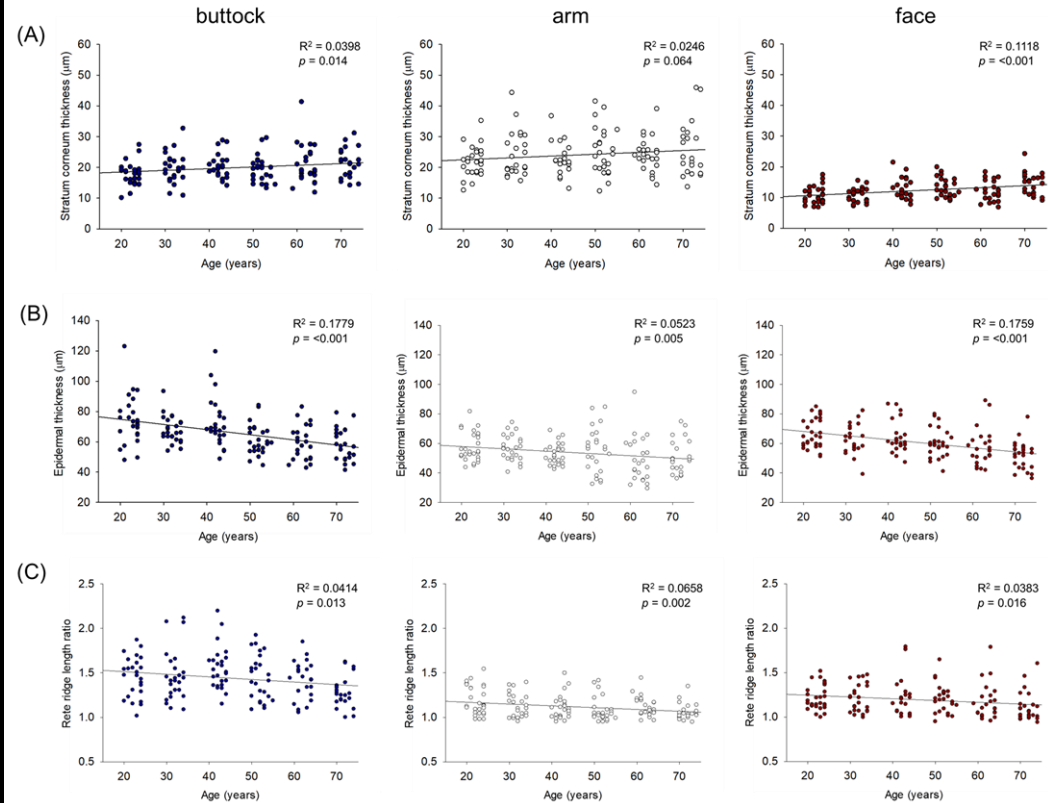 buttock
arm
face
(A)
Stratum corneum thickness (μm)
60
50
40
30
20
10
0
R² = 0.0398
p = 0.014
20 30 40 50 60 70
Age (years)
Stratum corneum thickness (μm)
60
50
40
30
20
10
0
R² = 0.0246
p = 0.064
20 30 40 50 60 70
Age (years)
Stratum corneum thickness (μm)
60
50
40
30
20
10
0
R² = 0.1118
p = <0.001
20 30 40 50 60 70
Age (years)
(B)
Epidermal thickness (μm)
140
120
100
80
60
40
20
R² = 0.1779
p = <0.001
20 30 40 50 60 70
Age (years)
Epidermal thickness (μm)
140
120
100
80
60
40
20
R² = 0.0523
p = 0.005
20 30 40 50 60 70
Age (years)
Epidermal thickness (μm)
140
120
100
80
60
40
20
R² = 0.1759
p = <0.001
20 30 40 50 60 70
Age (years)
(C)
Rete ridge length ratio
2.5
2.0
1.5
1.0
0.5
R² = 0.0414
p = 0.013
20 30 40 50 60 70
Age (years)
Rete ridge length ratio
2.5
2.0
1.5
1.0
0.5
R² = 0.0658
p = 0.002
20 30 40 50 60 70
Age (years)
Rete ridge length ratio
2.5
2.0
1.5
1.0
0.5
R² = 0.0383
p = 0.016
20 30 40 50 60 70
Age (years)